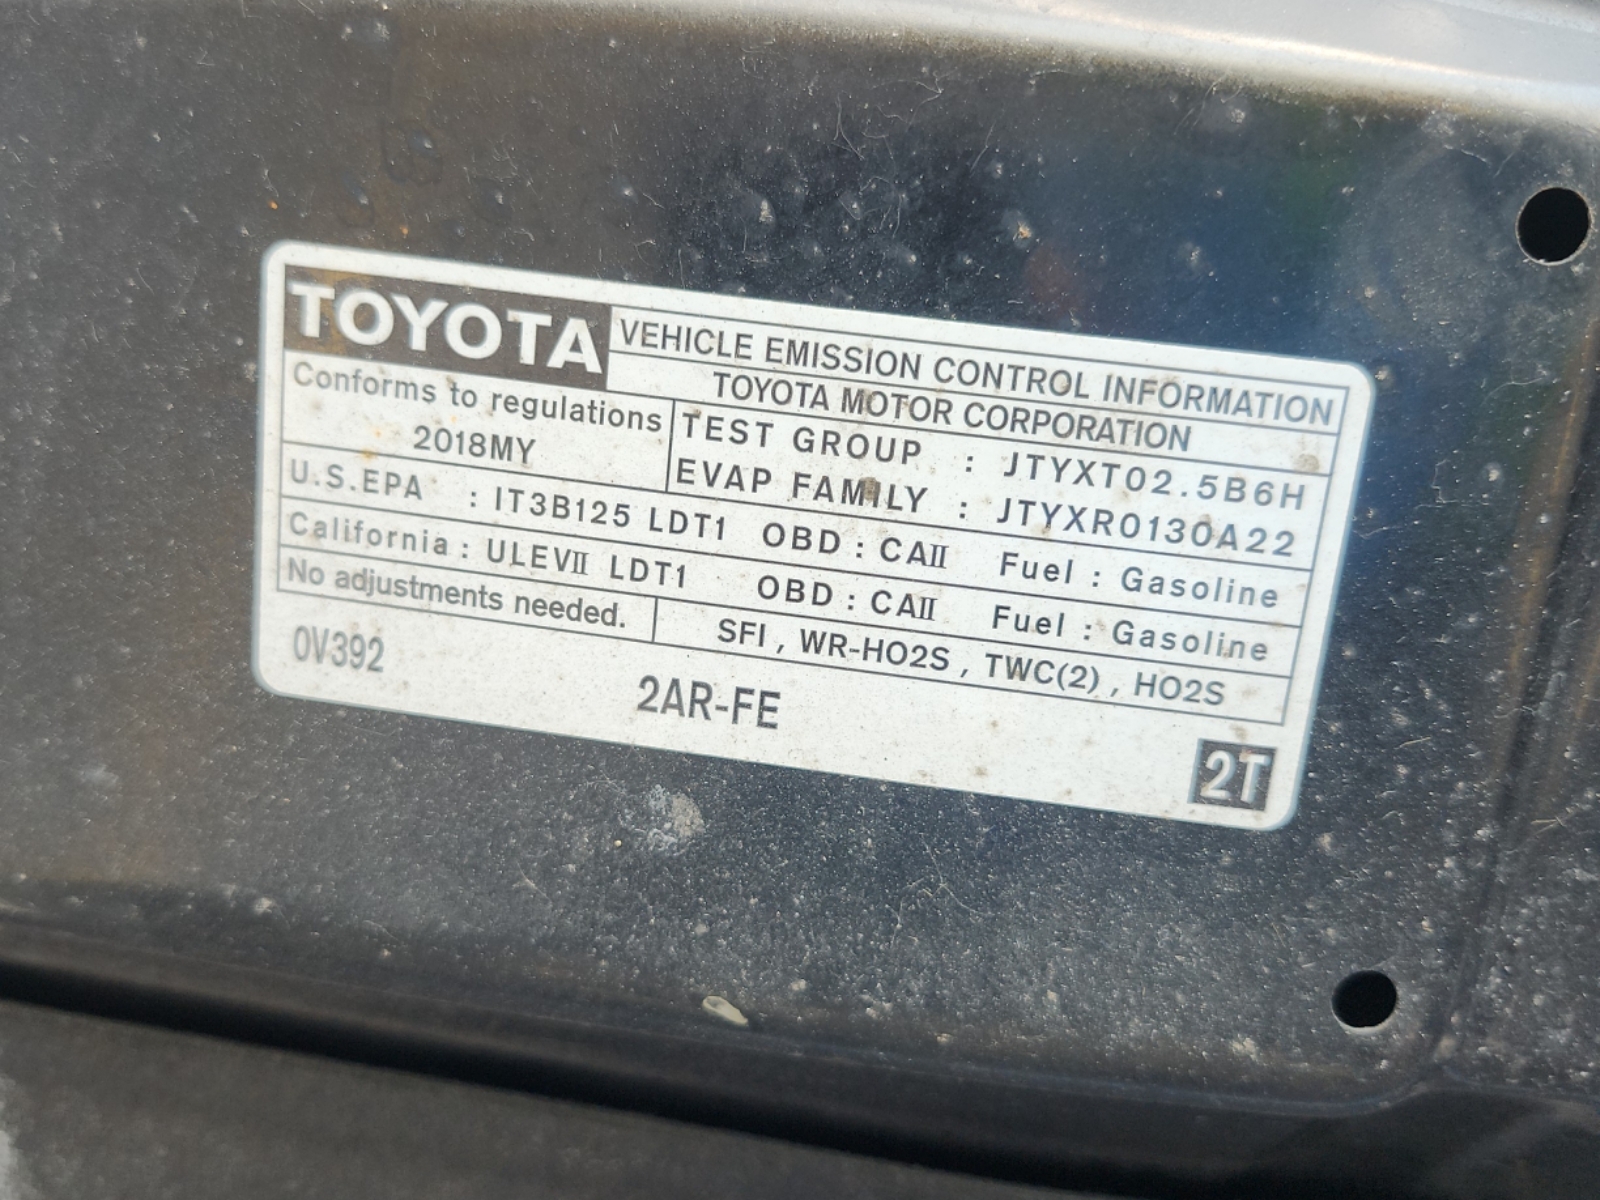 TOYOTA VEHICLE EMISSION CONTROL INFORMATION
TOYOTA MOTOR CORPORATION
Conforms to regulations
2018MY
TEST GROUP : JTYXT02.5B6H
EVAP FAMILY : JTYXR0130A22
U.S.EPA : IT3B125 LDT1 OBD : CAII Fuel : Gasoline
California : ULEVII LDT1 OBD : CAII Fuel : Gasoline
No adjustments needed. SFI , WR-HO2S , TWC(2) , HO2S
0V392
2AR-FE
2T